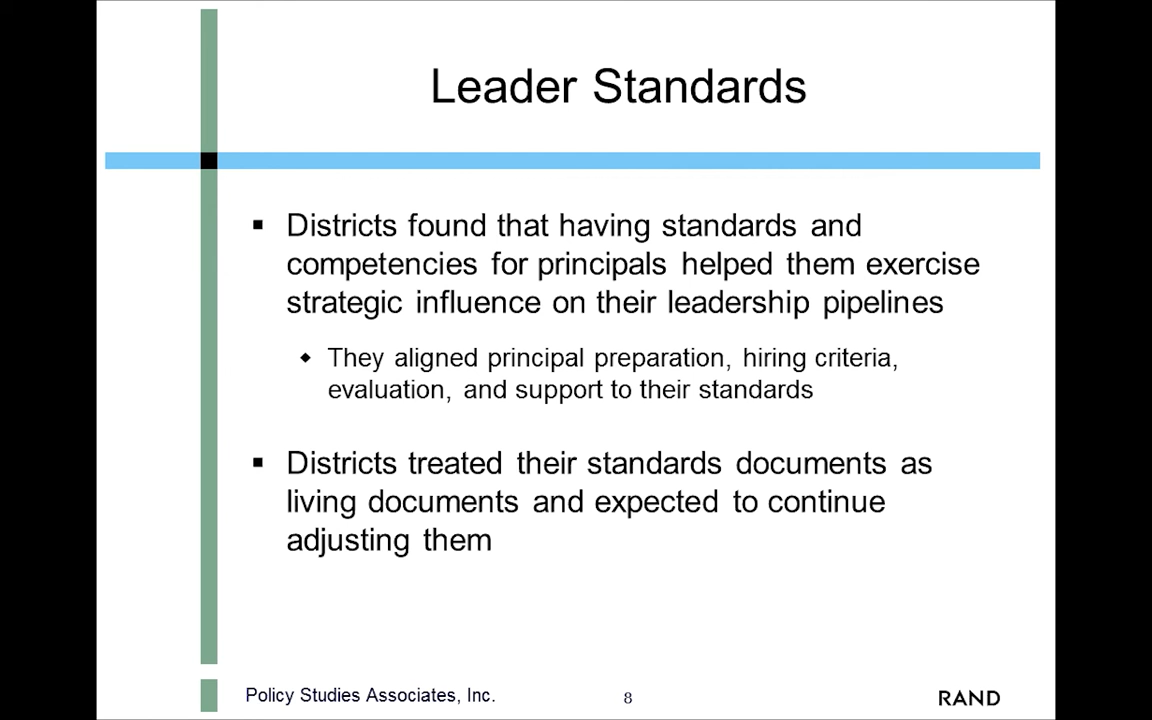 Leader Standards
Districts found that having standards and
competencies for principals helped them exercise
strategic influence on their leadership pipelines
They aligned principal preparation, hiring criteria,
evaluation, and support to their standards
Districts treated their standards documents as
living documents and expected to continue
adjusting them
Policy Studies Associates, Inc.
8
RAND